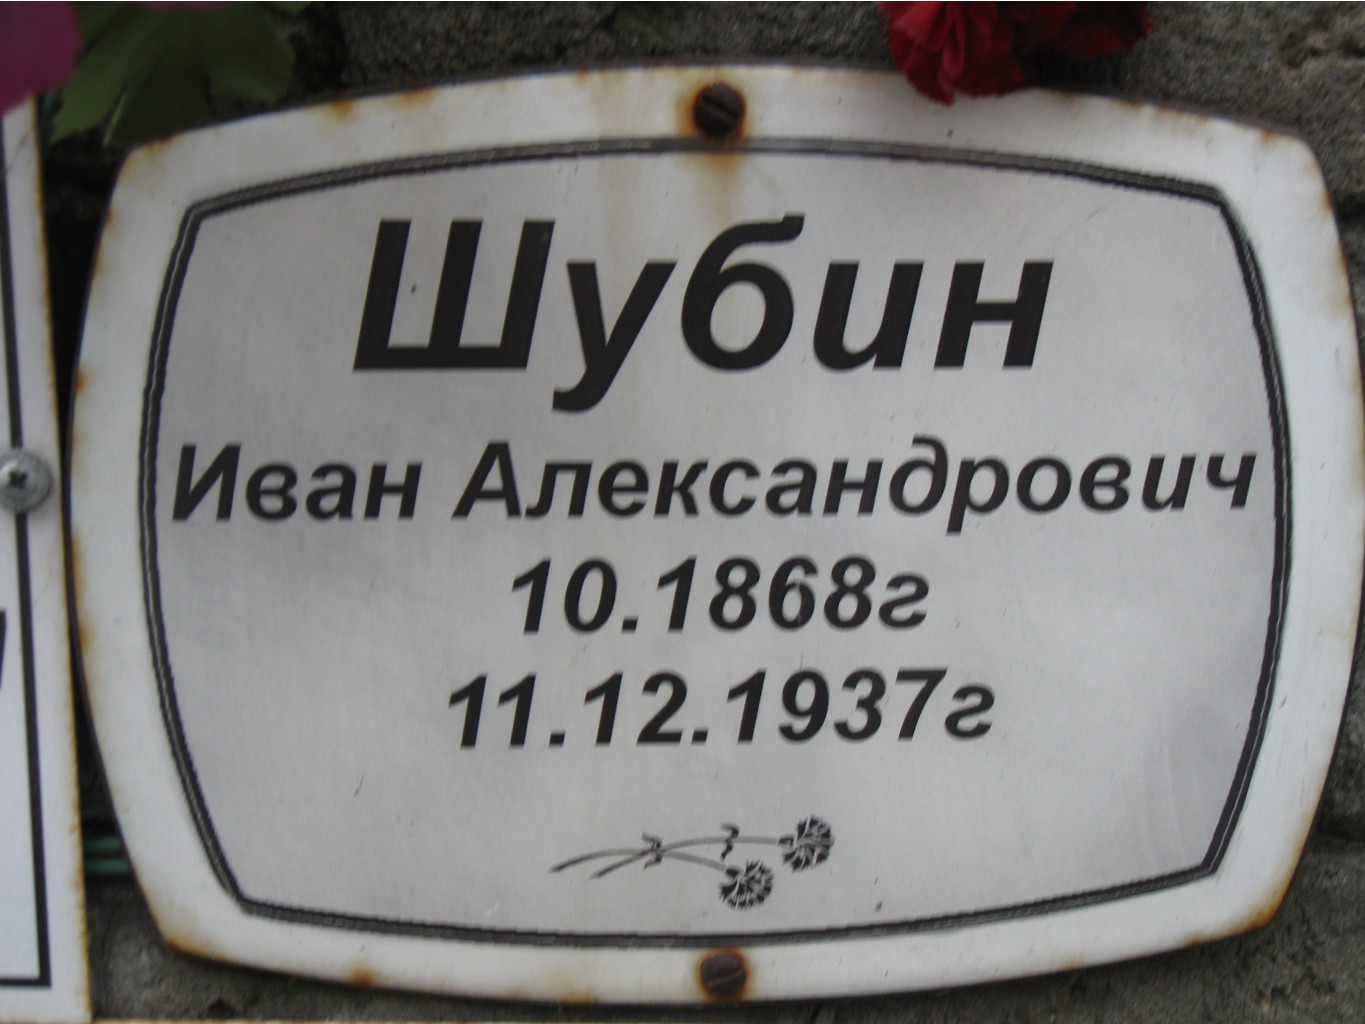 Шубин
Иван Александрович
10.1868г
11.12.1937г